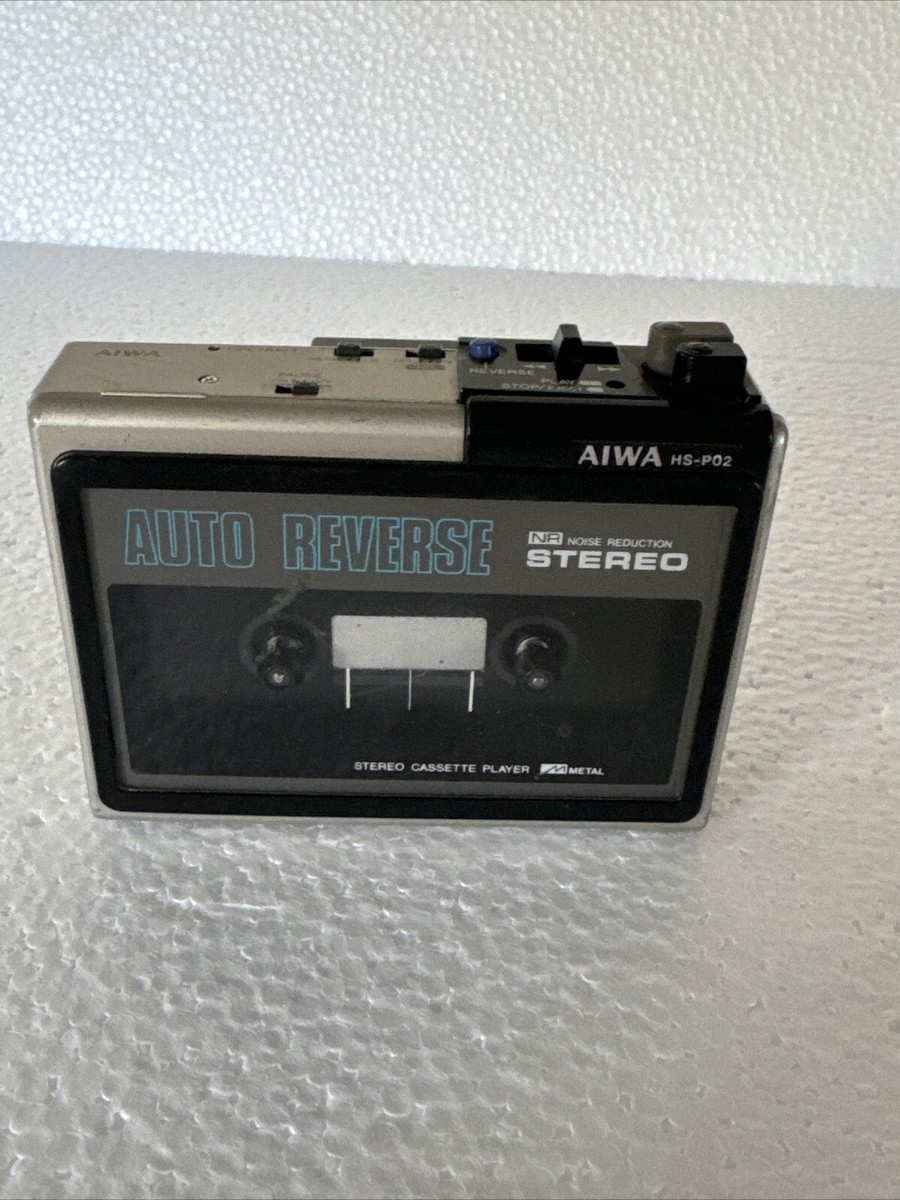 AIWA
REVERSE
PLAY
STOP/EJECT
AIWA HS-P02
AUTO REVERSE
NR NOISE REDUCTION
STEREO
STEREO CASSETTE PLAYER METAL